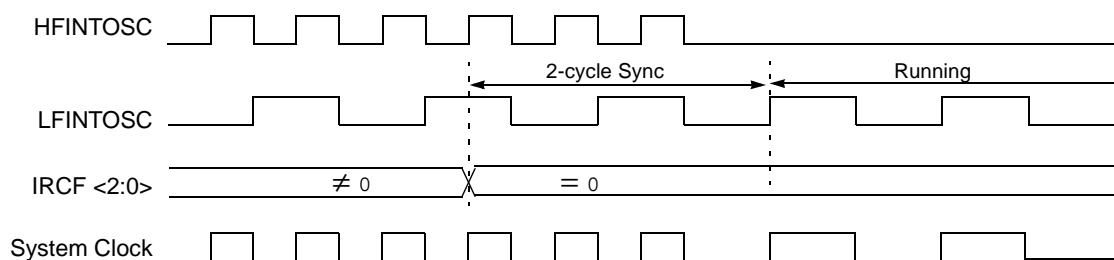 HFINTOSC
2-cycle Sync
Running
LFINTOSC
IRCF <2:0>
≠ 0
= 0
System Clock